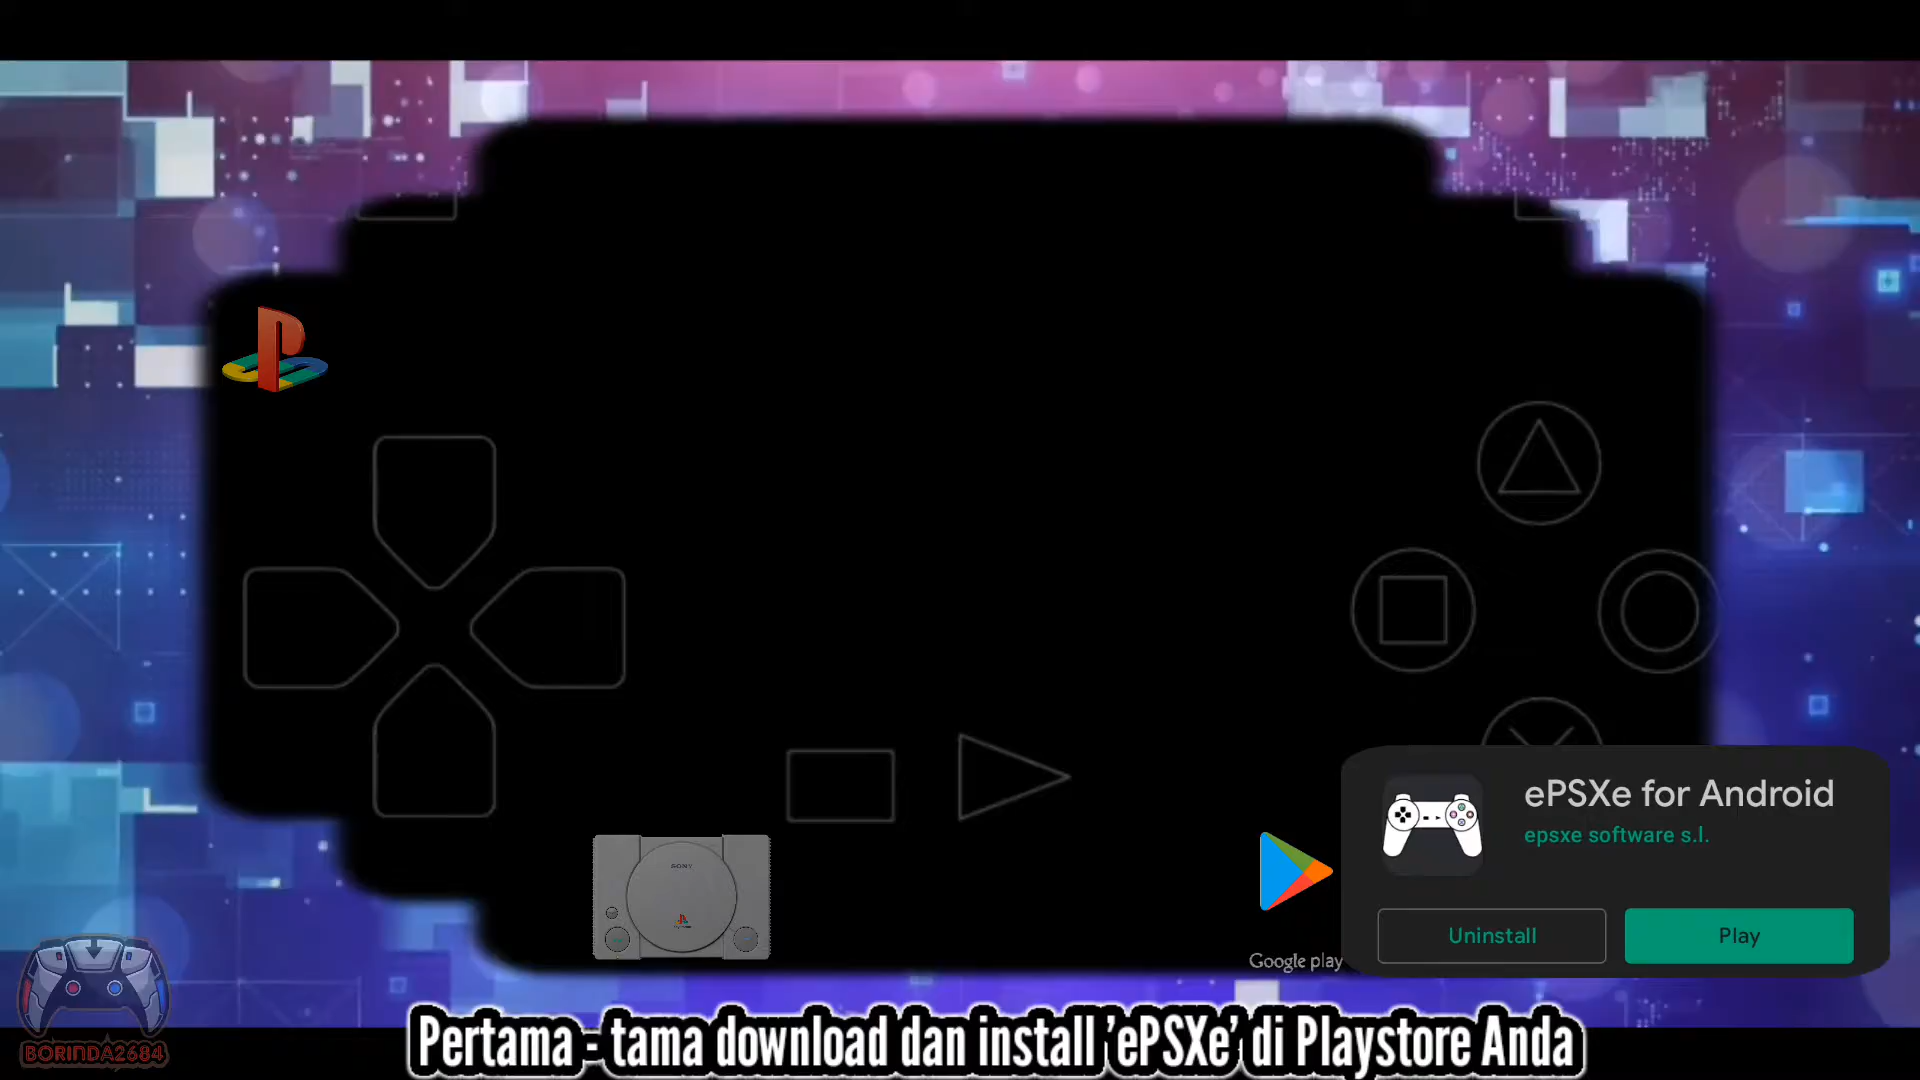 SONY
ePSXe for Android
epsxe software s.l.
Uninstall
Play
Google play
Pertama - tama download dan install 'ePSXe' di Playstore Anda
BORINDA2684